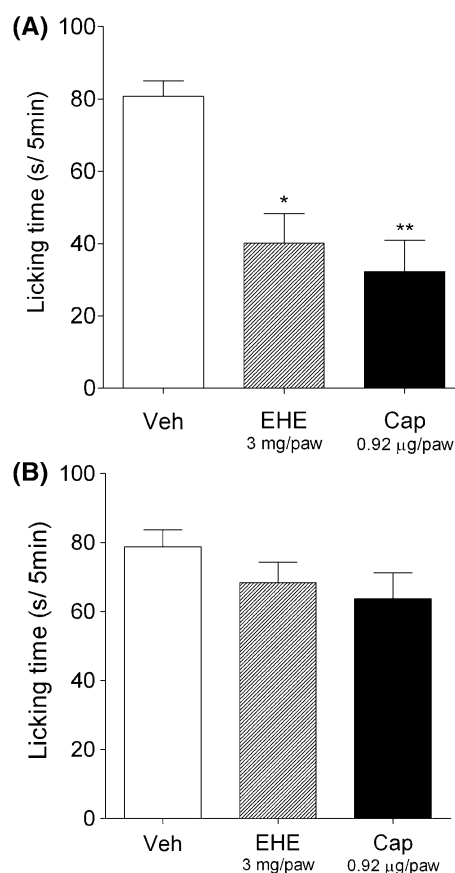 (A)
100
80
60
40
20
0
Licking time (s/ 5min)
*
**
Veh
EHE
3 mg/paw
Cap
0.92 μg/paw
(B)
100
80
60
40
20
0
Licking time (s/ 5min)
Veh
EHE
3 mg/paw
Cap
0.92 μg/paw